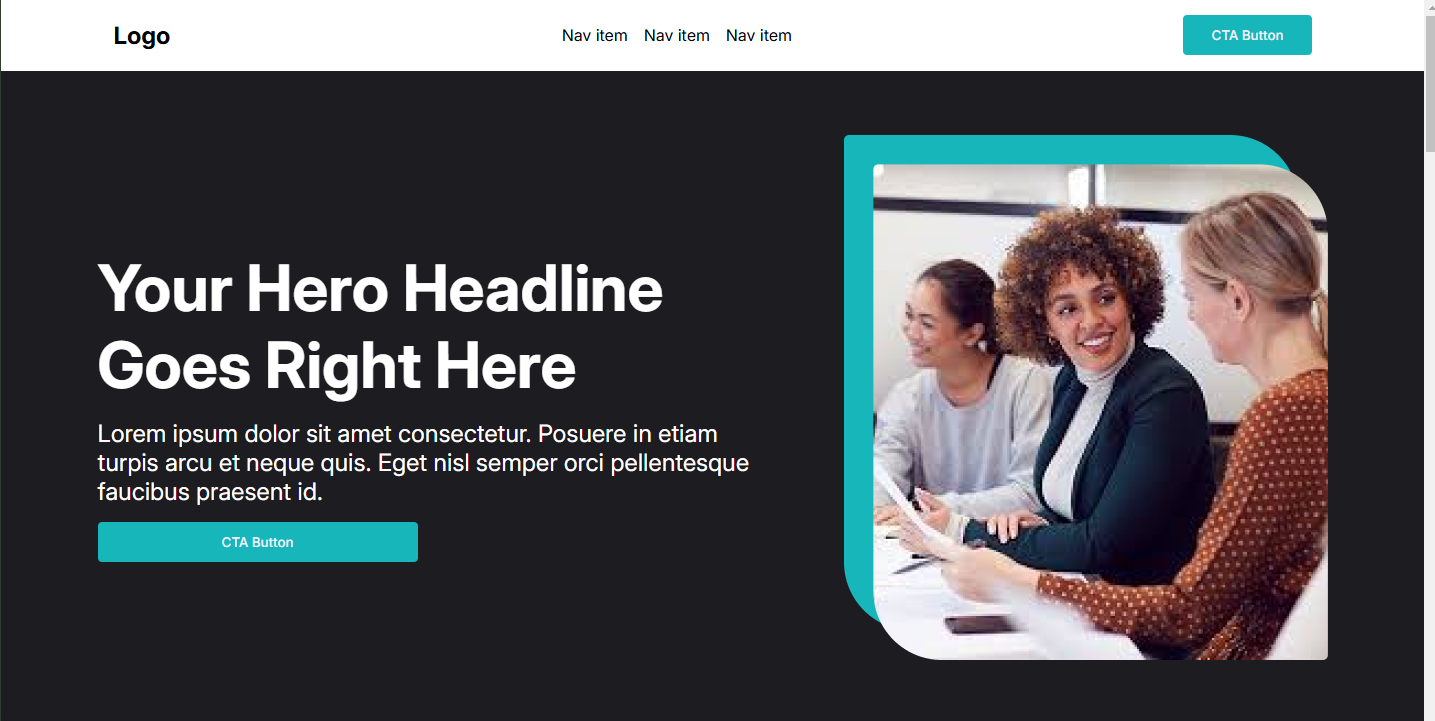 Logo
Nav item Nav item Nav item
CTA Button
Your Hero Headline
Goes Right Here
Lorem ipsum dolor sit amet consectetur. Posuere in etiam
turpis arcu et neque quis. Eget nisl semper orci pellentesque
faucibus praesent id.
CTA Button